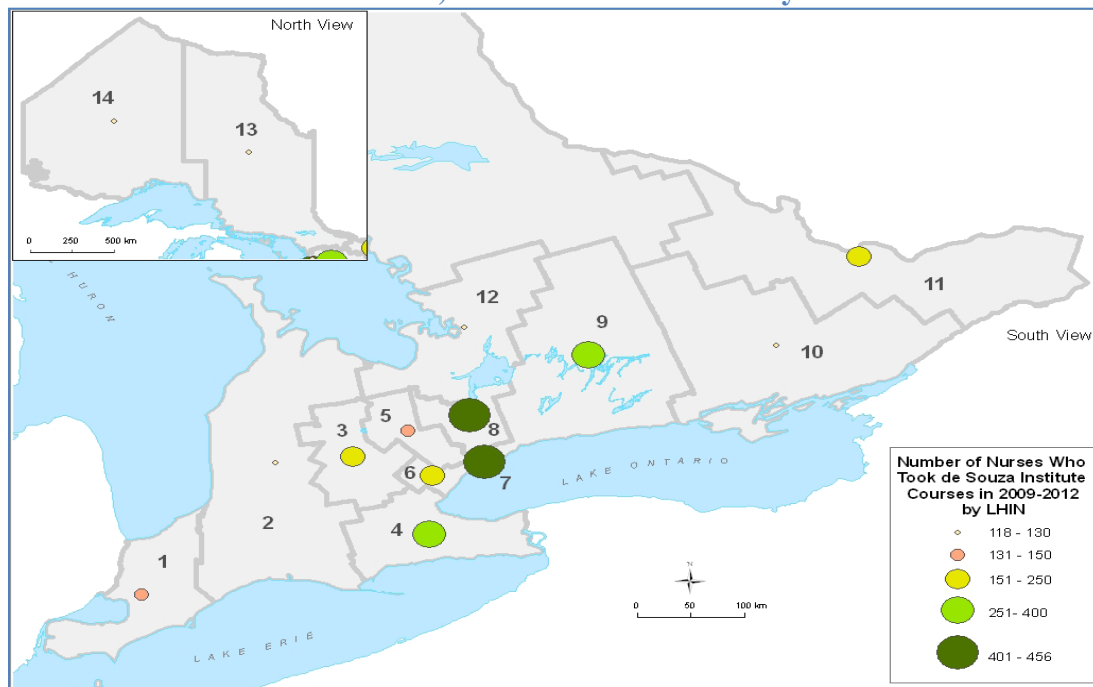 North View
14
13
0 250 500 km
HURON
12
9
11
10
South View
5
3
8
6
7
LAKE ONTARIO
2
4
1
0 50 100 km
LAKE ERIE
Number of Nurses Who
Took de Souza Institute
Courses in 2009-2012
by LHIN
118 - 130
131 - 150
151 - 250
251- 400
401 - 456